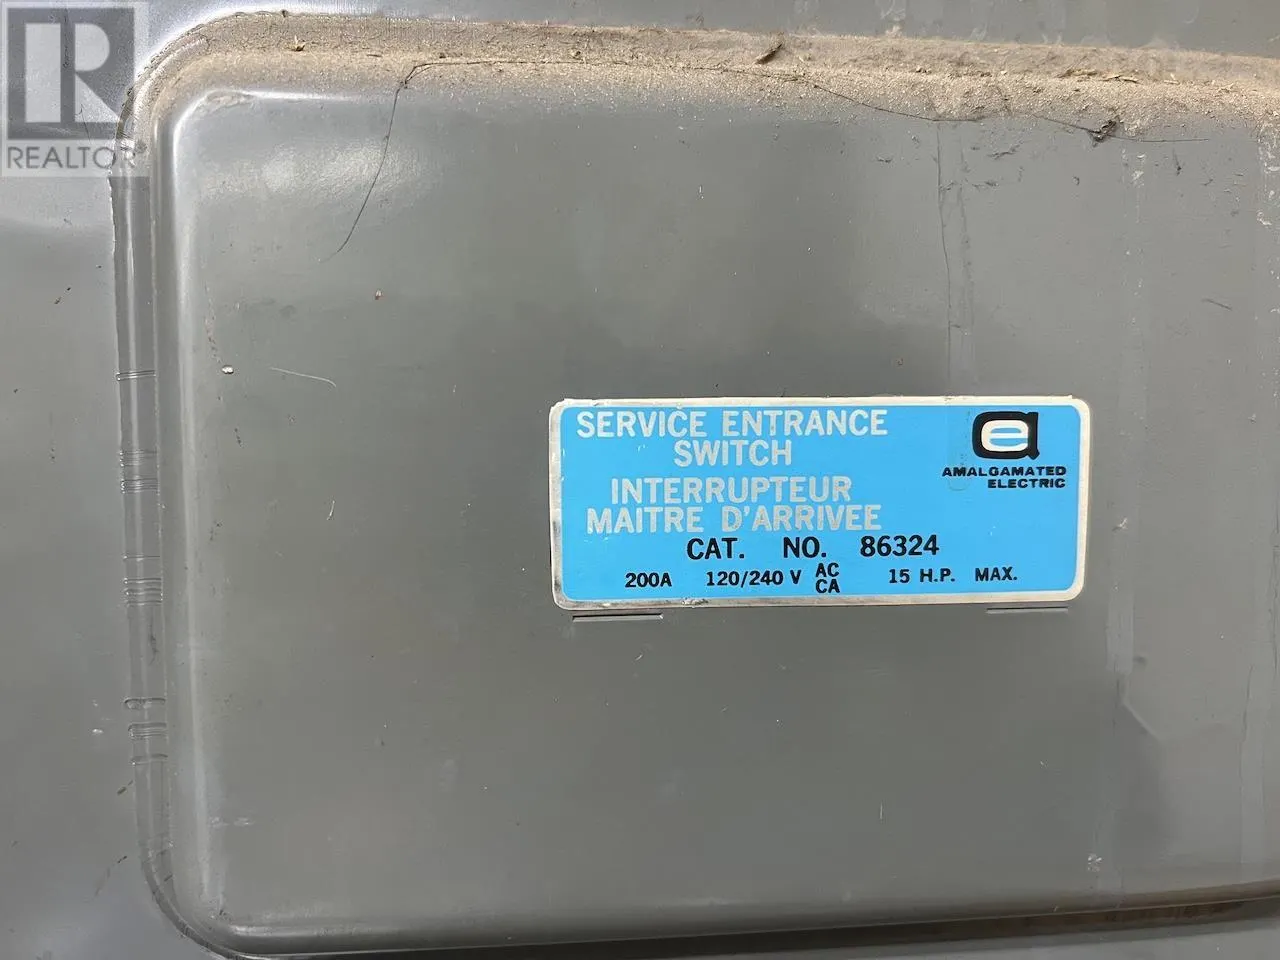 REALTOR
SERVICE ENTRANCE
SWITCH
INTERRUPTEUR
MAITRE D'ARRIVEE
AMALGAMATED
ELECTRIC
CAT. NO. 86324
200A 120/240 V AC CA 15 H.P. MAX.